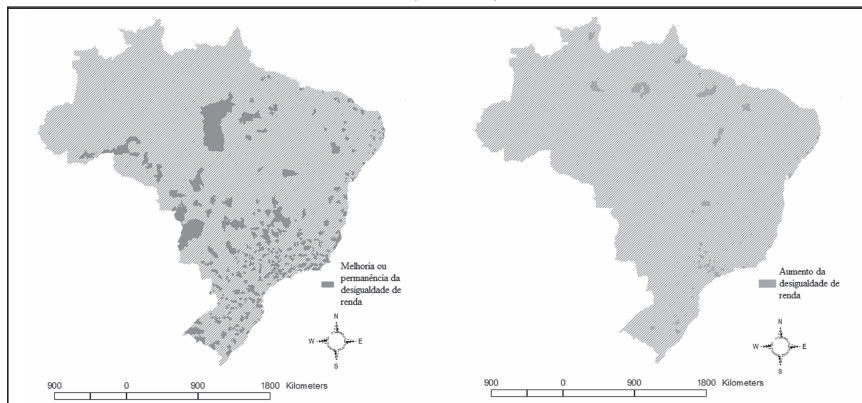 Melhoria ou
permanência da
desigualdade de
renda
N
W
E
S
900
0
900
1800
Kilometers
Aumento da
desigualdade de
renda
N
W
E
S
900
0
900
1800
Kilometers